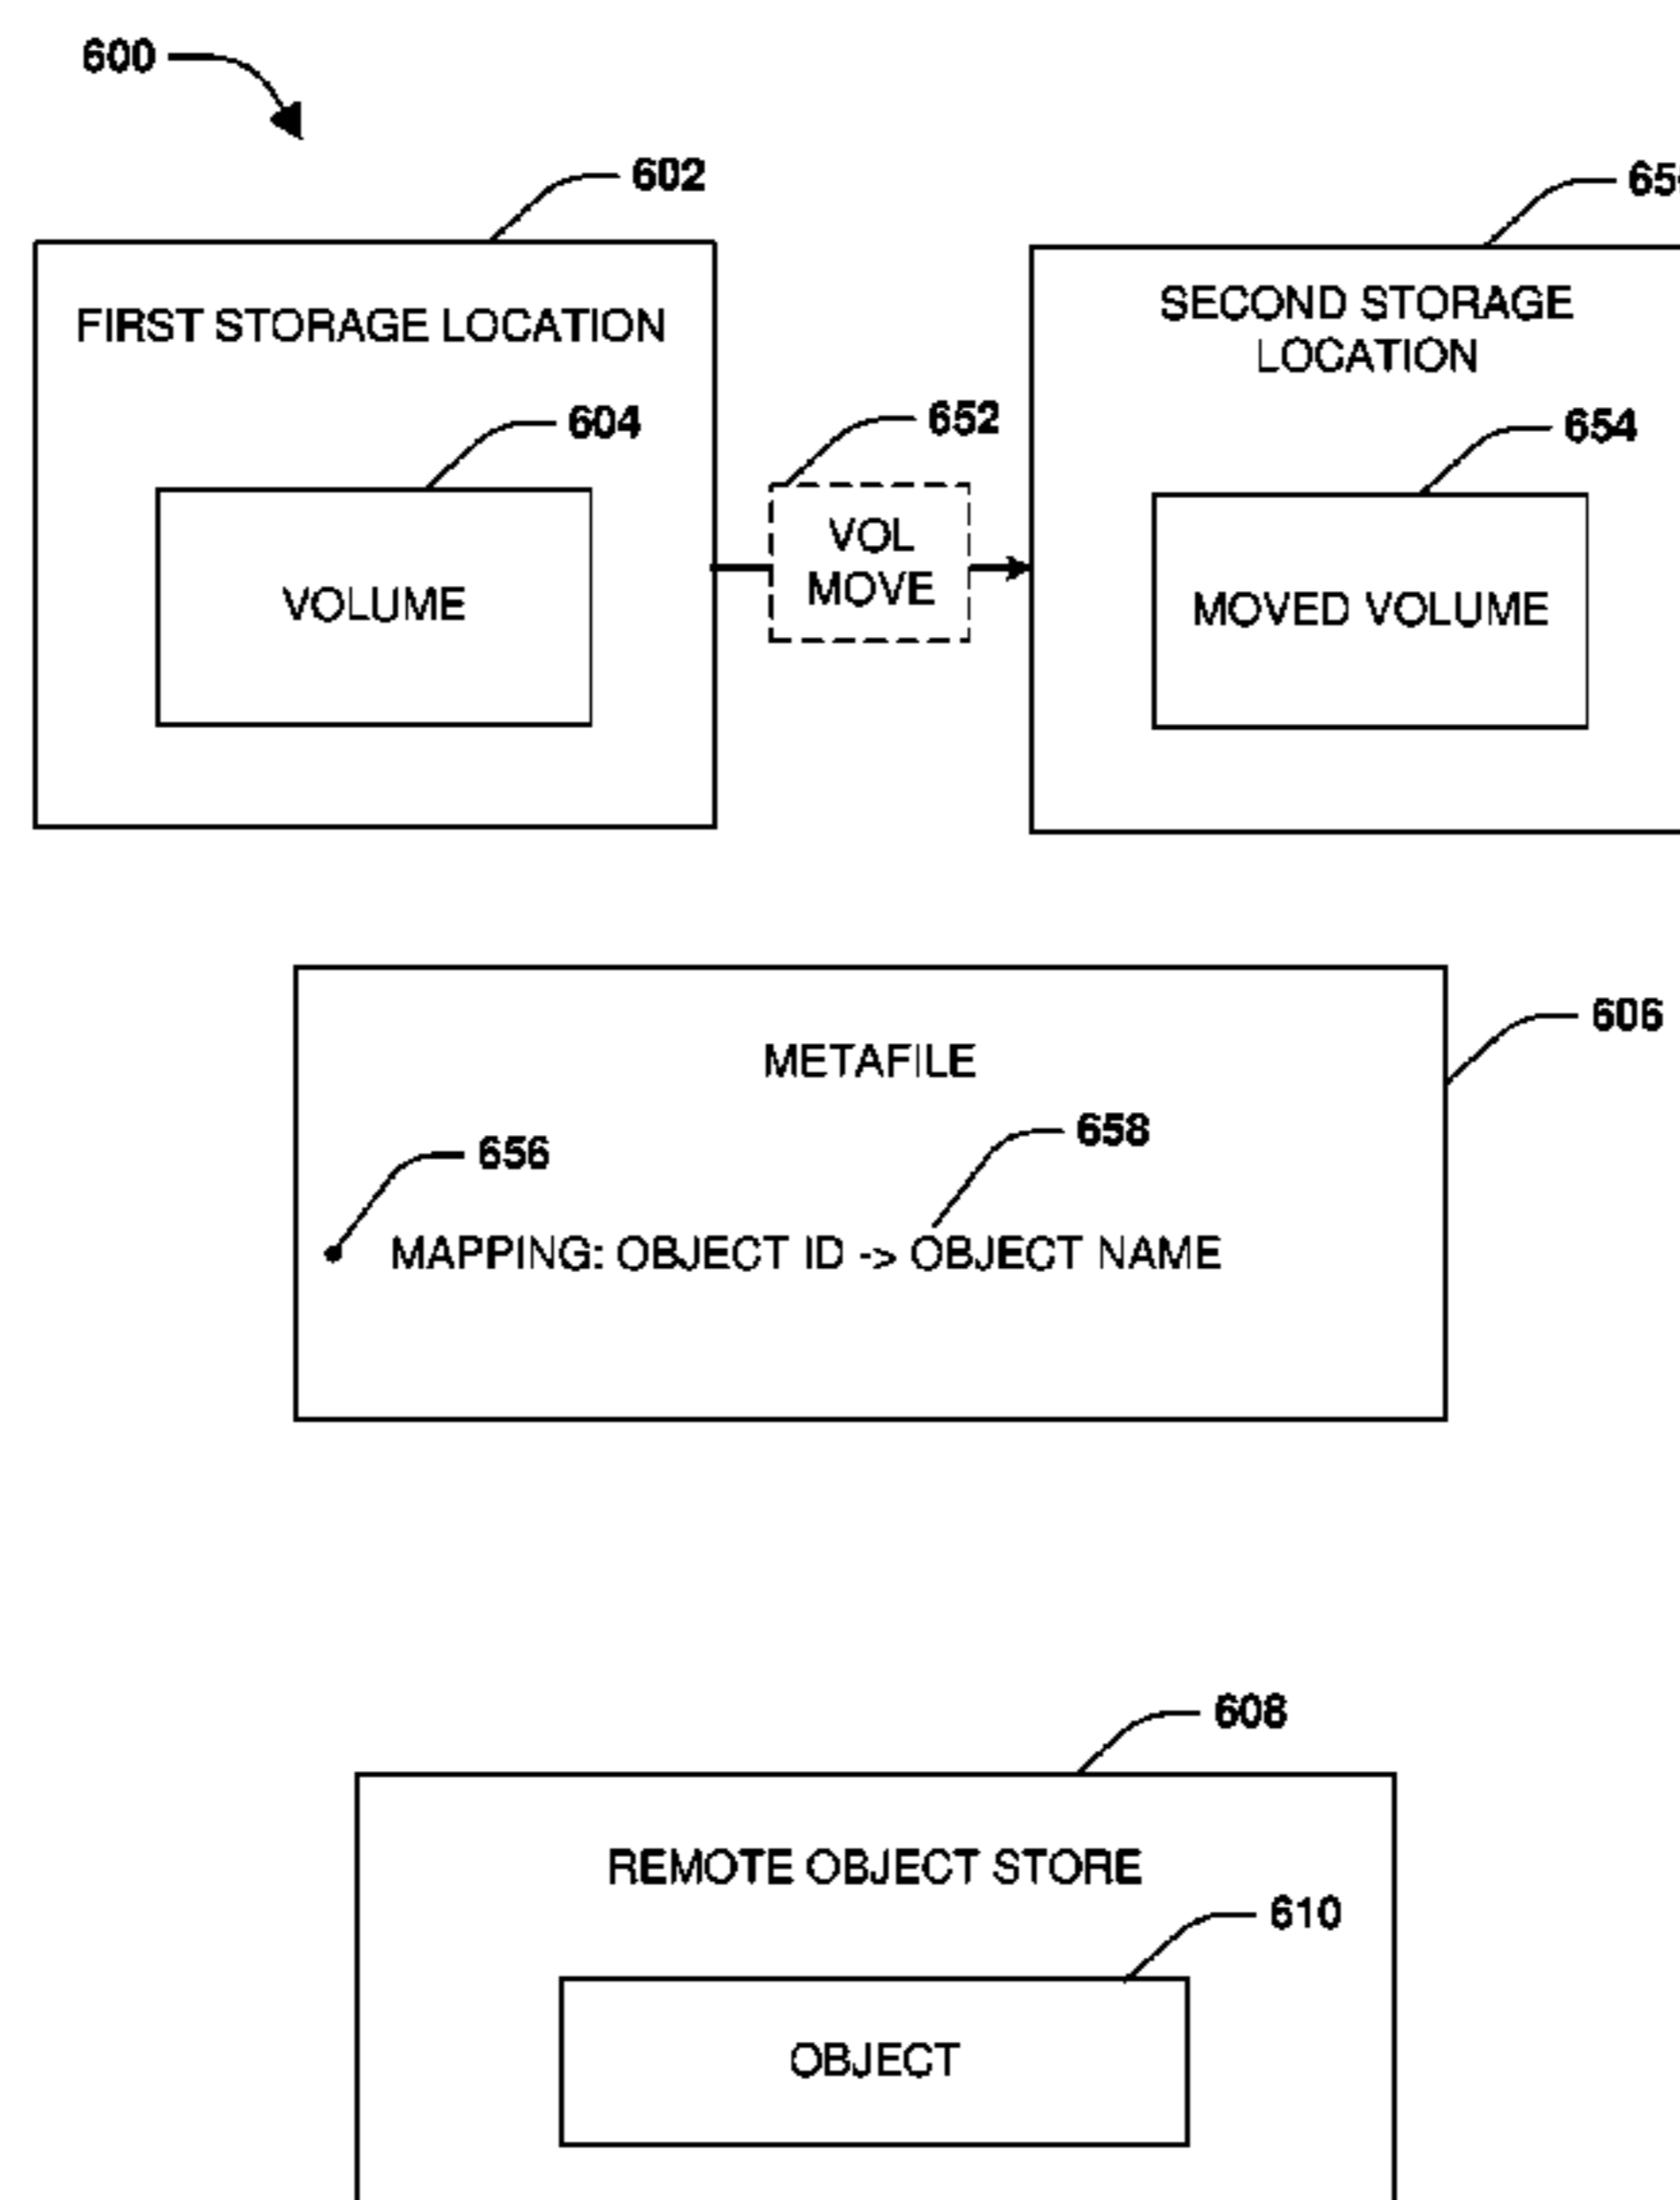 600
602
FIRST STORAGE LOCATION
604
VOLUME
652
VOL
MOVE
SECOND STORAGE
LOCATION
654
MOVED VOLUME
METAFILE
606
656
658
MAPPING: OBJECT ID -> OBJECT NAME
608
REMOTE OBJECT STORE
610
OBJECT